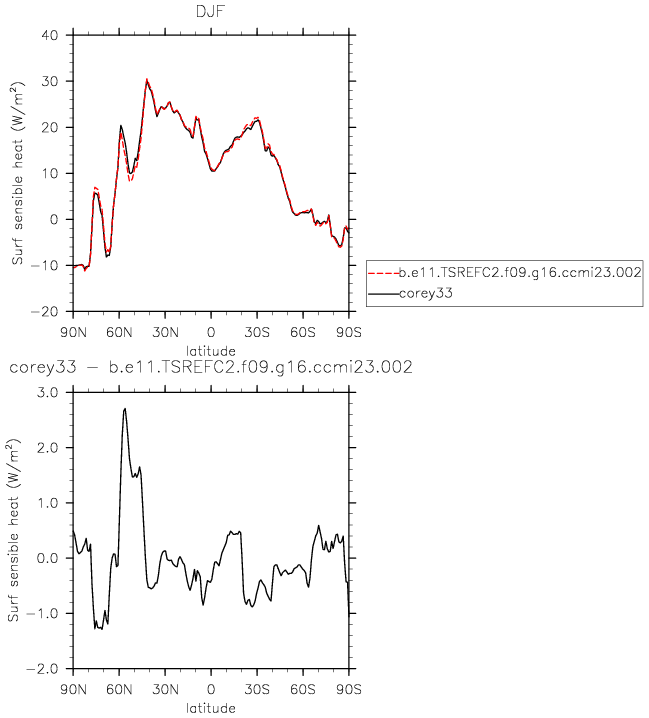 DJF
40
30
20
10
0
−10
−20
Surf sensible heat (W/m²)
90N 60N 30N 0 30S 60S 90S
latitude
b.e11.TSREFC2.f09.g16.ccmi23.002
corey33
corey33 − b.e11.TSREFC2.f09.g16.ccmi23.002
3.0
2.0
1.0
0.0
−1.0
−2.0
Surf sensible heat (W/m²)
90N 60N 30N 0 30S 60S 90S
latitude